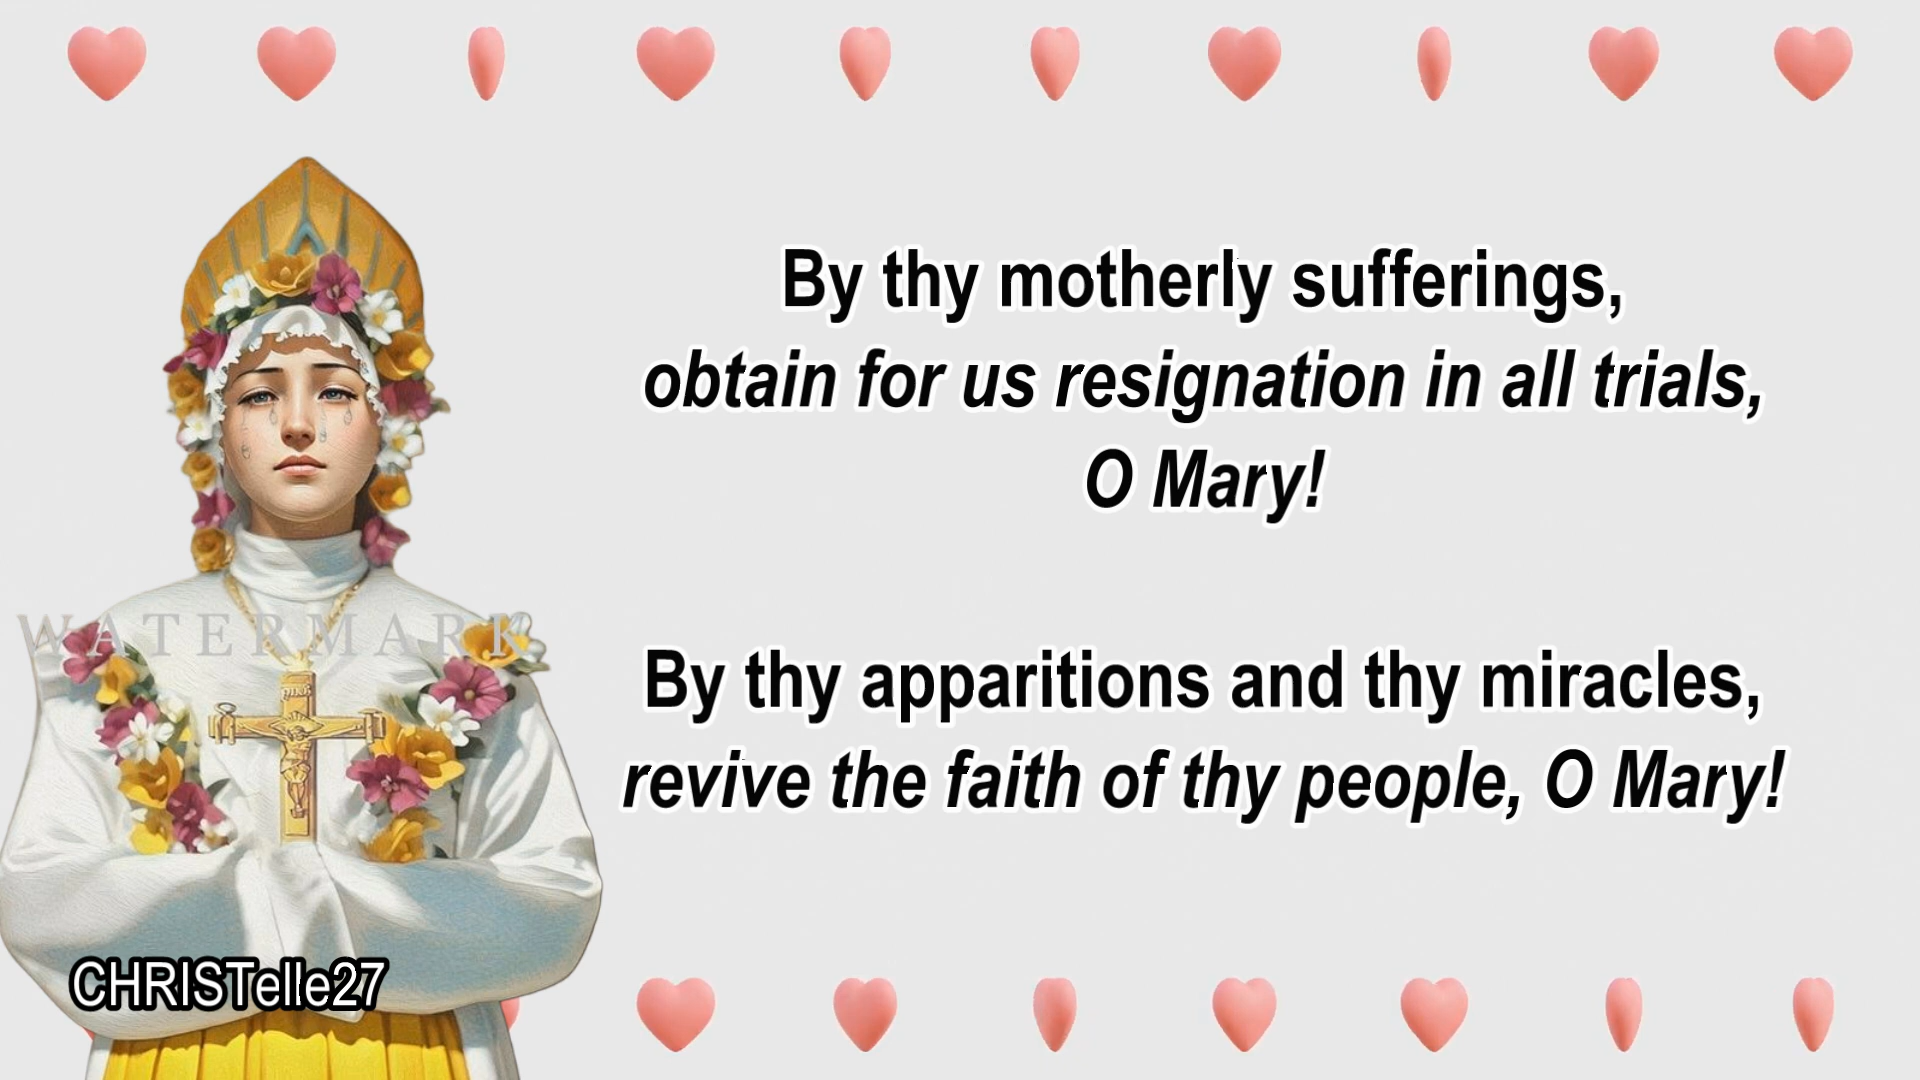 By thy motherly sufferings,
obtain for us resignation in all trials,
O Mary!
By thy apparitions and thy miracles,
revive the faith of thy people, O Mary!
WATERMARK
CHRISTelle27